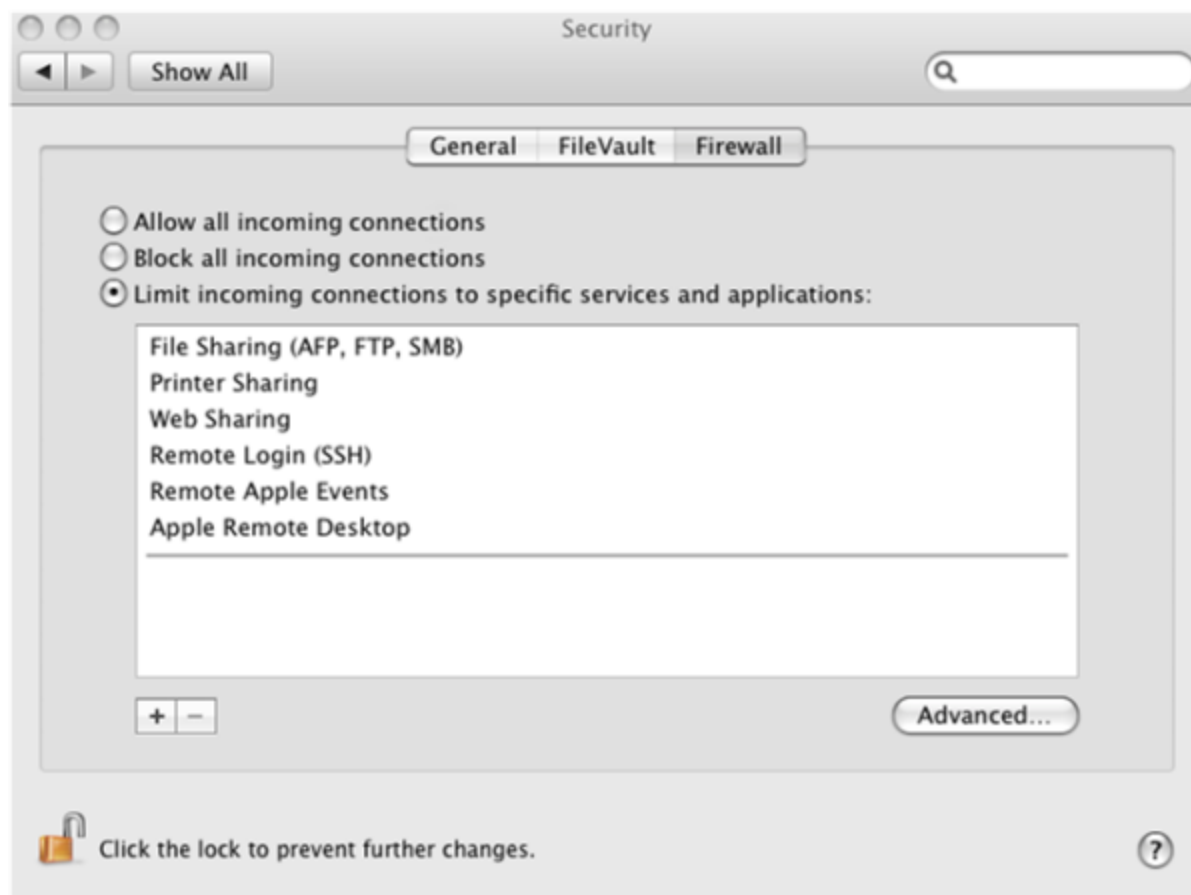 Security
Show All
General FileVault Firewall
Allow all incoming connections
Block all incoming connections
Limit incoming connections to specific services and applications:
File Sharing (AFP, FTP, SMB)
Printer Sharing
Web Sharing
Remote Login (SSH)
Remote Apple Events
Apple Remote Desktop
+ −
Advanced...
Click the lock to prevent further changes.
?